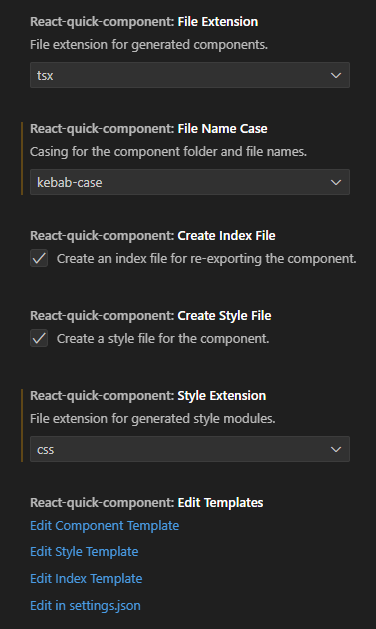 React-quick-component: File Extension
File extension for generated components.
tsx
React-quick-component: File Name Case
Casing for the component folder and file names.
kebab-case
React-quick-component: Create Index File
Create an index file for re-exporting the component.
React-quick-component: Create Style File
Create a style file for the component.
React-quick-component: Style Extension
File extension for generated style modules.
css
React-quick-component: Edit Templates
Edit Component Template
Edit Style Template
Edit Index Template
Edit in settings.json